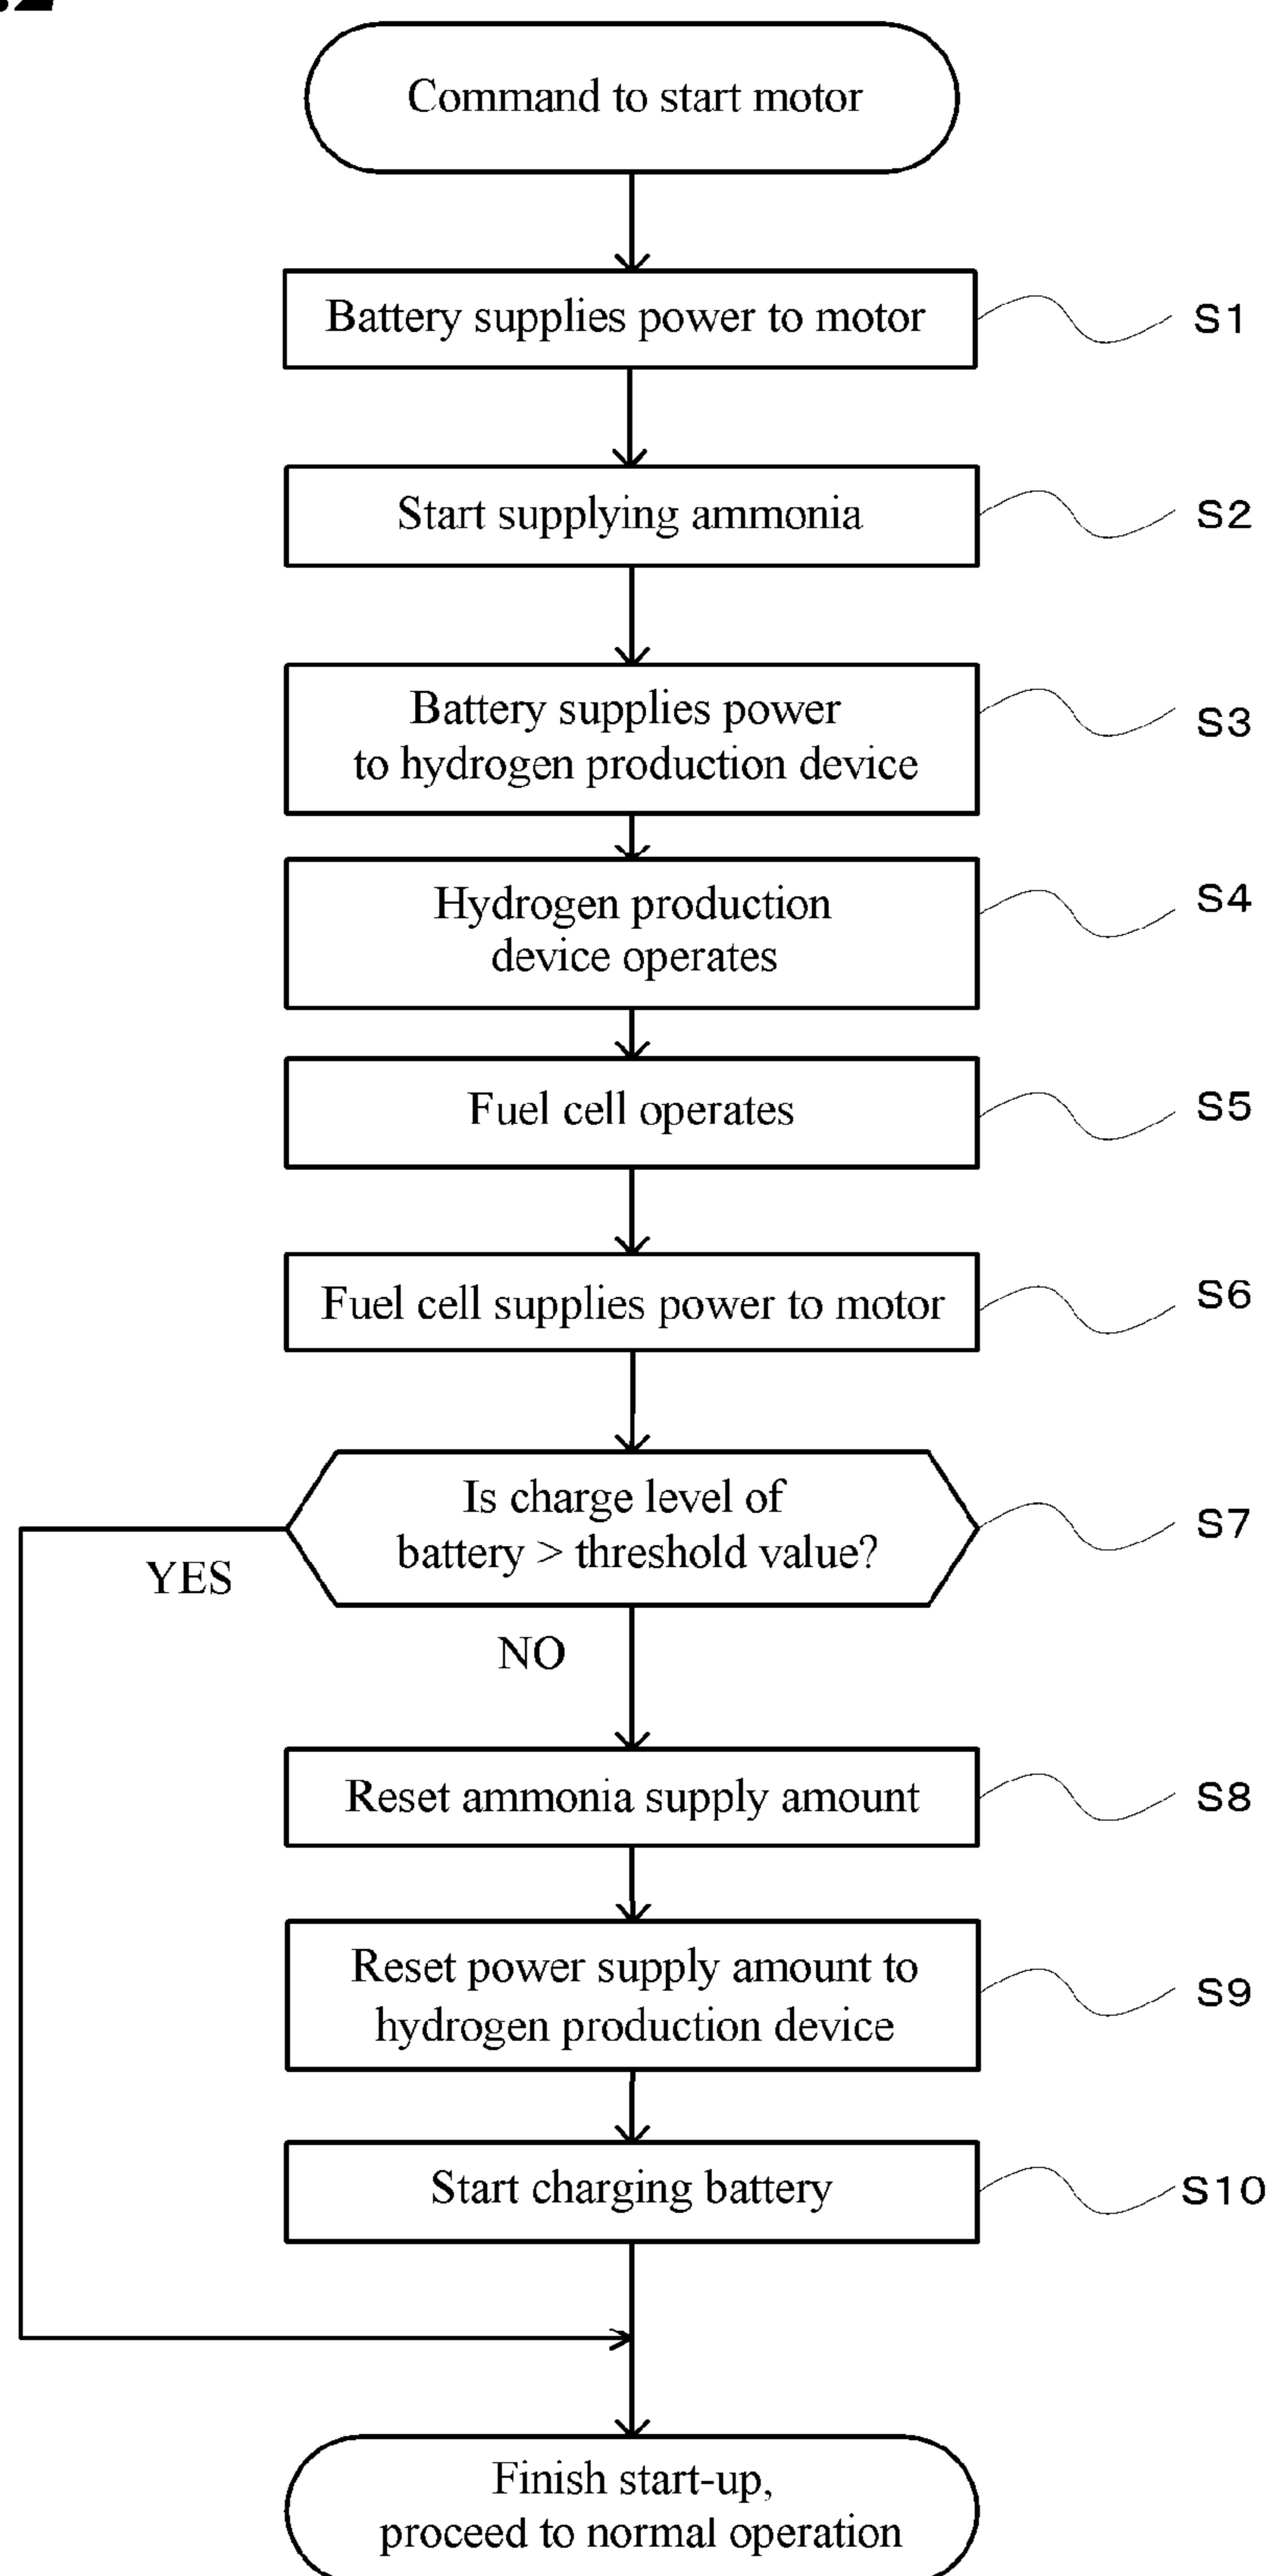 .2
Command to start motor
Battery supplies power to motor
S1
Start supplying ammonia
S2
Battery supplies power
to hydrogen production device
S3
Hydrogen production
device operates
S4
Fuel cell operates
S5
Fuel cell supplies power to motor
S6
Is charge level of
battery > threshold value?
S7
YES
NO
Reset ammonia supply amount
S8
Reset power supply amount to
hydrogen production device
S9
Start charging battery
S10
Finish start-up,
proceed to normal operation